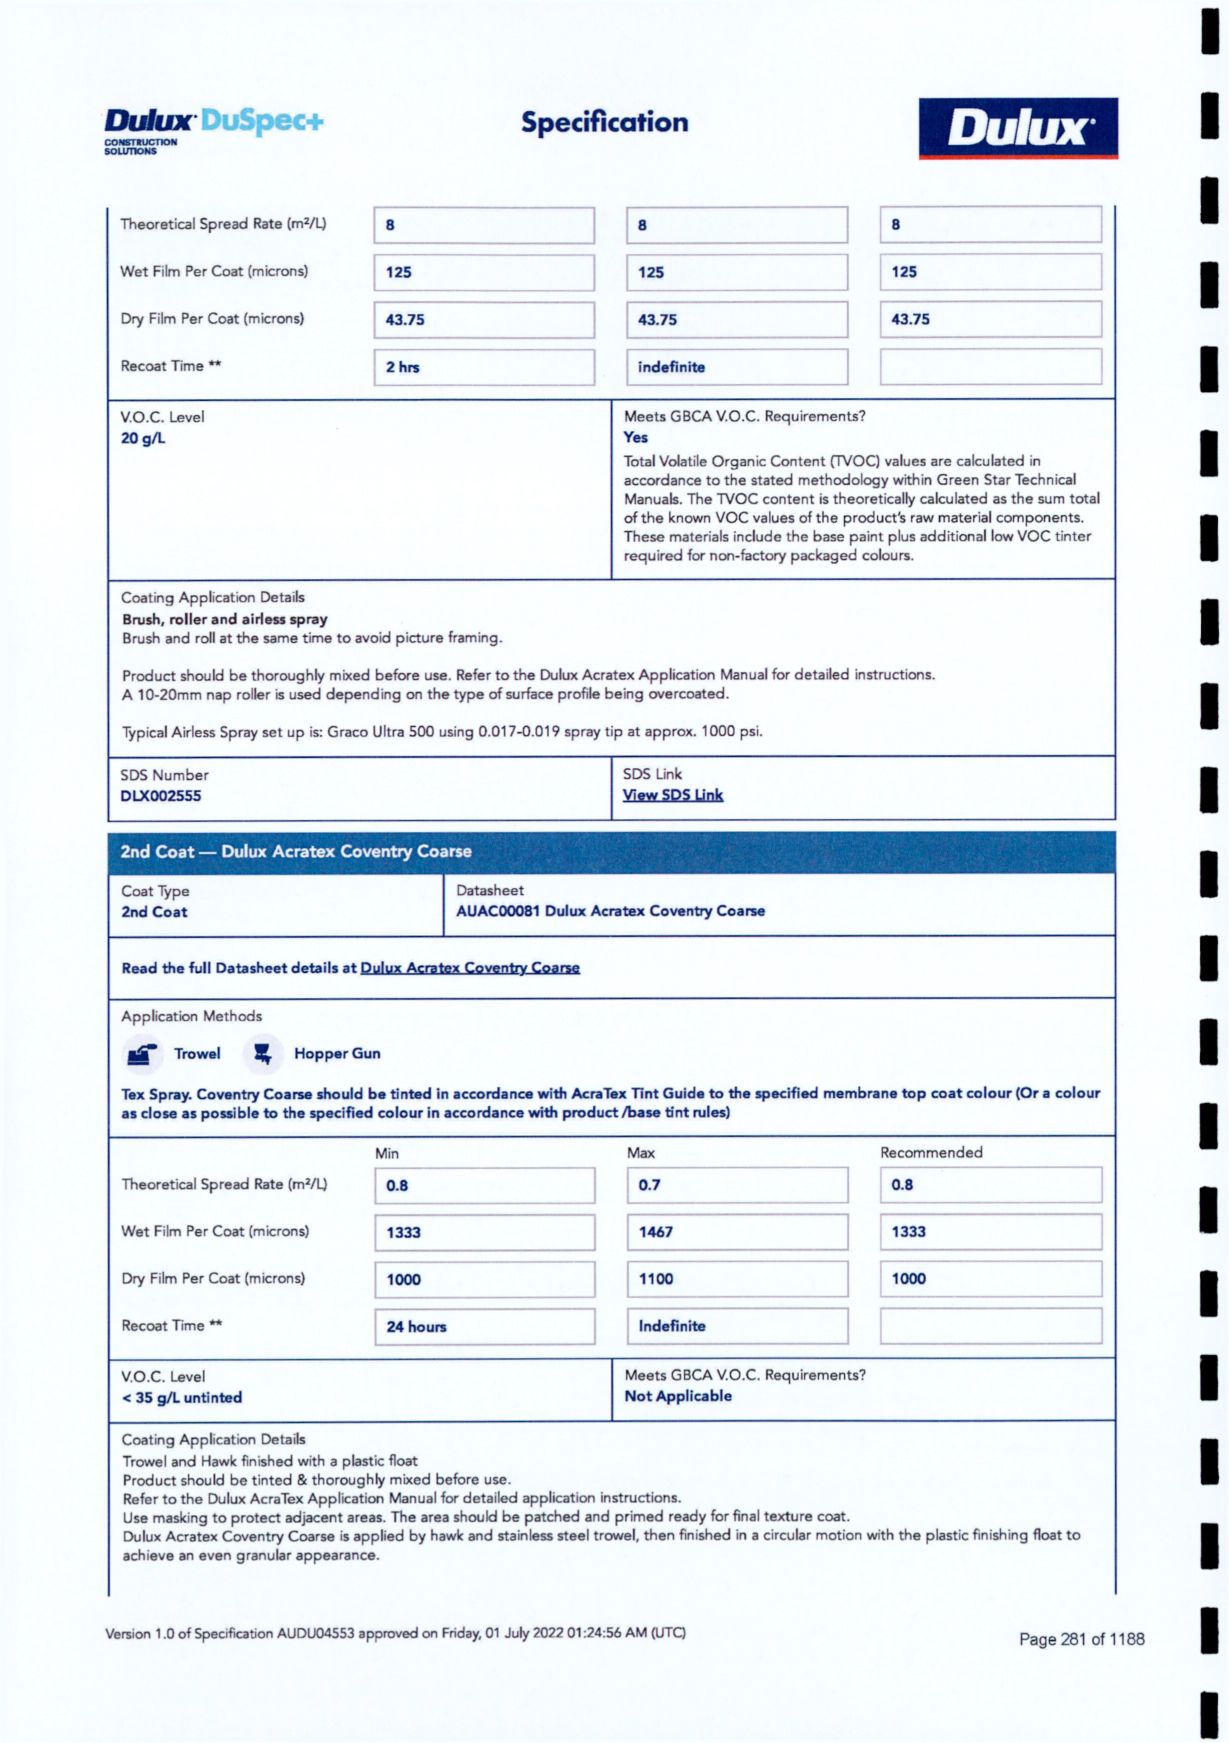 Dulux DuSpec+
CONSTRUCTION
SOLUTIONS
Specification
Dulux
Theoretical Spread Rate (m²/L) 8 8 8
Wet Film Per Coat (microns) 125 125 125
Dry Film Per Coat (microns) 43.75 43.75 43.75
Recoat Time ** 2 hrs indefinite
V.O.C. Level
20 g/L
Meets GBCA V.O.C. Requirements?
Yes
Total Volatile Organic Content (TVOC) values are calculated in
accordance to the stated methodology within Green Star Technical
Manuals. The TVOC content is theoretically calculated as the sum total
of the known VOC values of the product's raw material components.
These materials include the base paint plus additional low VOC tinter
required for non-factory packaged colours.
Coating Application Details
Brush, roller and airless spray
Brush and roll at the same time to avoid picture framing.
Product should be thoroughly mixed before use. Refer to the Dulux Acratex Application Manual for detailed instructions.
A 10-20mm nap roller is used depending on the type of surface profile being overcoated.
Typical Airless Spray set up is: Graco Ultra 500 using 0.017-0.019 spray tip at approx. 1000 psi.
SDS Number
DLX002555
SDS Link
View SDS Link
2nd Coat — Dulux Acratex Coventry Coarse
Coat Type
2nd Coat
Datasheet
AUAC00081 Dulux Acratex Coventry Coarse
Read the full Datasheet details at Dulux Acratex Coventry Coarse
Application Methods
Trowel Hopper Gun
Tex Spray. Coventry Coarse should be tinted in accordance with AcraTex Tint Guide to the specified membrane top coat colour (Or a colour
as close as possible to the specified colour in accordance with product /base tint rules)
Min Max Recommended
Theoretical Spread Rate (m²/L) 0.8 0.7 0.8
Wet Film Per Coat (microns) 1333 1467 1333
Dry Film Per Coat (microns) 1000 1100 1000
Recoat Time ** 24 hours Indefinite
V.O.C. Level
< 35 g/L untinted
Meets GBCA V.O.C. Requirements?
Not Applicable
Coating Application Details
Trowel and Hawk finished with a plastic float
Product should be tinted & thoroughly mixed before use.
Refer to the Dulux AcraTex Application Manual for detailed application instructions.
Use masking to protect adjacent areas. The area should be patched and primed ready for final texture coat.
Dulux Acratex Coventry Coarse is applied by hawk and stainless steel trowel, then finished in a circular motion with the plastic finishing float to
achieve an even granular appearance.
Version 1.0 of Specification AUDU04553 approved on Friday, 01 July 2022 01:24:56 AM (UTC)
Page 281 of 1188